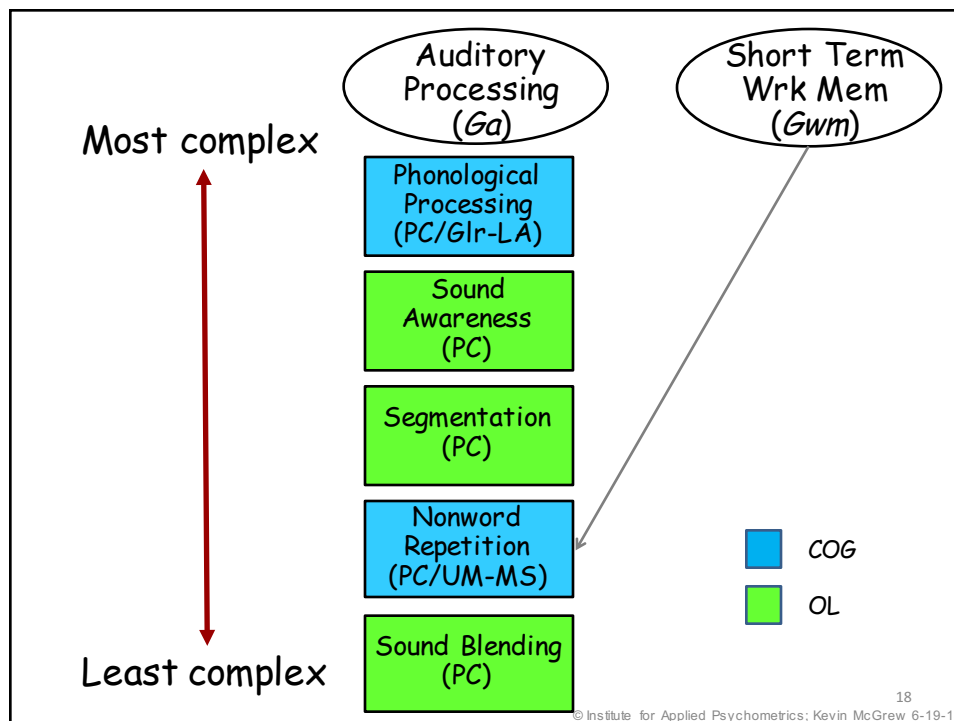 Auditory
Processing
(Ga)
Short Term
Wrk Mem
(Gwm)
Most complex
Phonological
Processing
(PC/Glr-LA)
Sound
Awareness
(PC)
Segmentation
(PC)
Nonword
Repetition
(PC/UM-MS)
COG
OL
Sound Blending
(PC)
Least complex
18
© Institute for Applied Psychometrics; Kevin McGrew 6-19-1